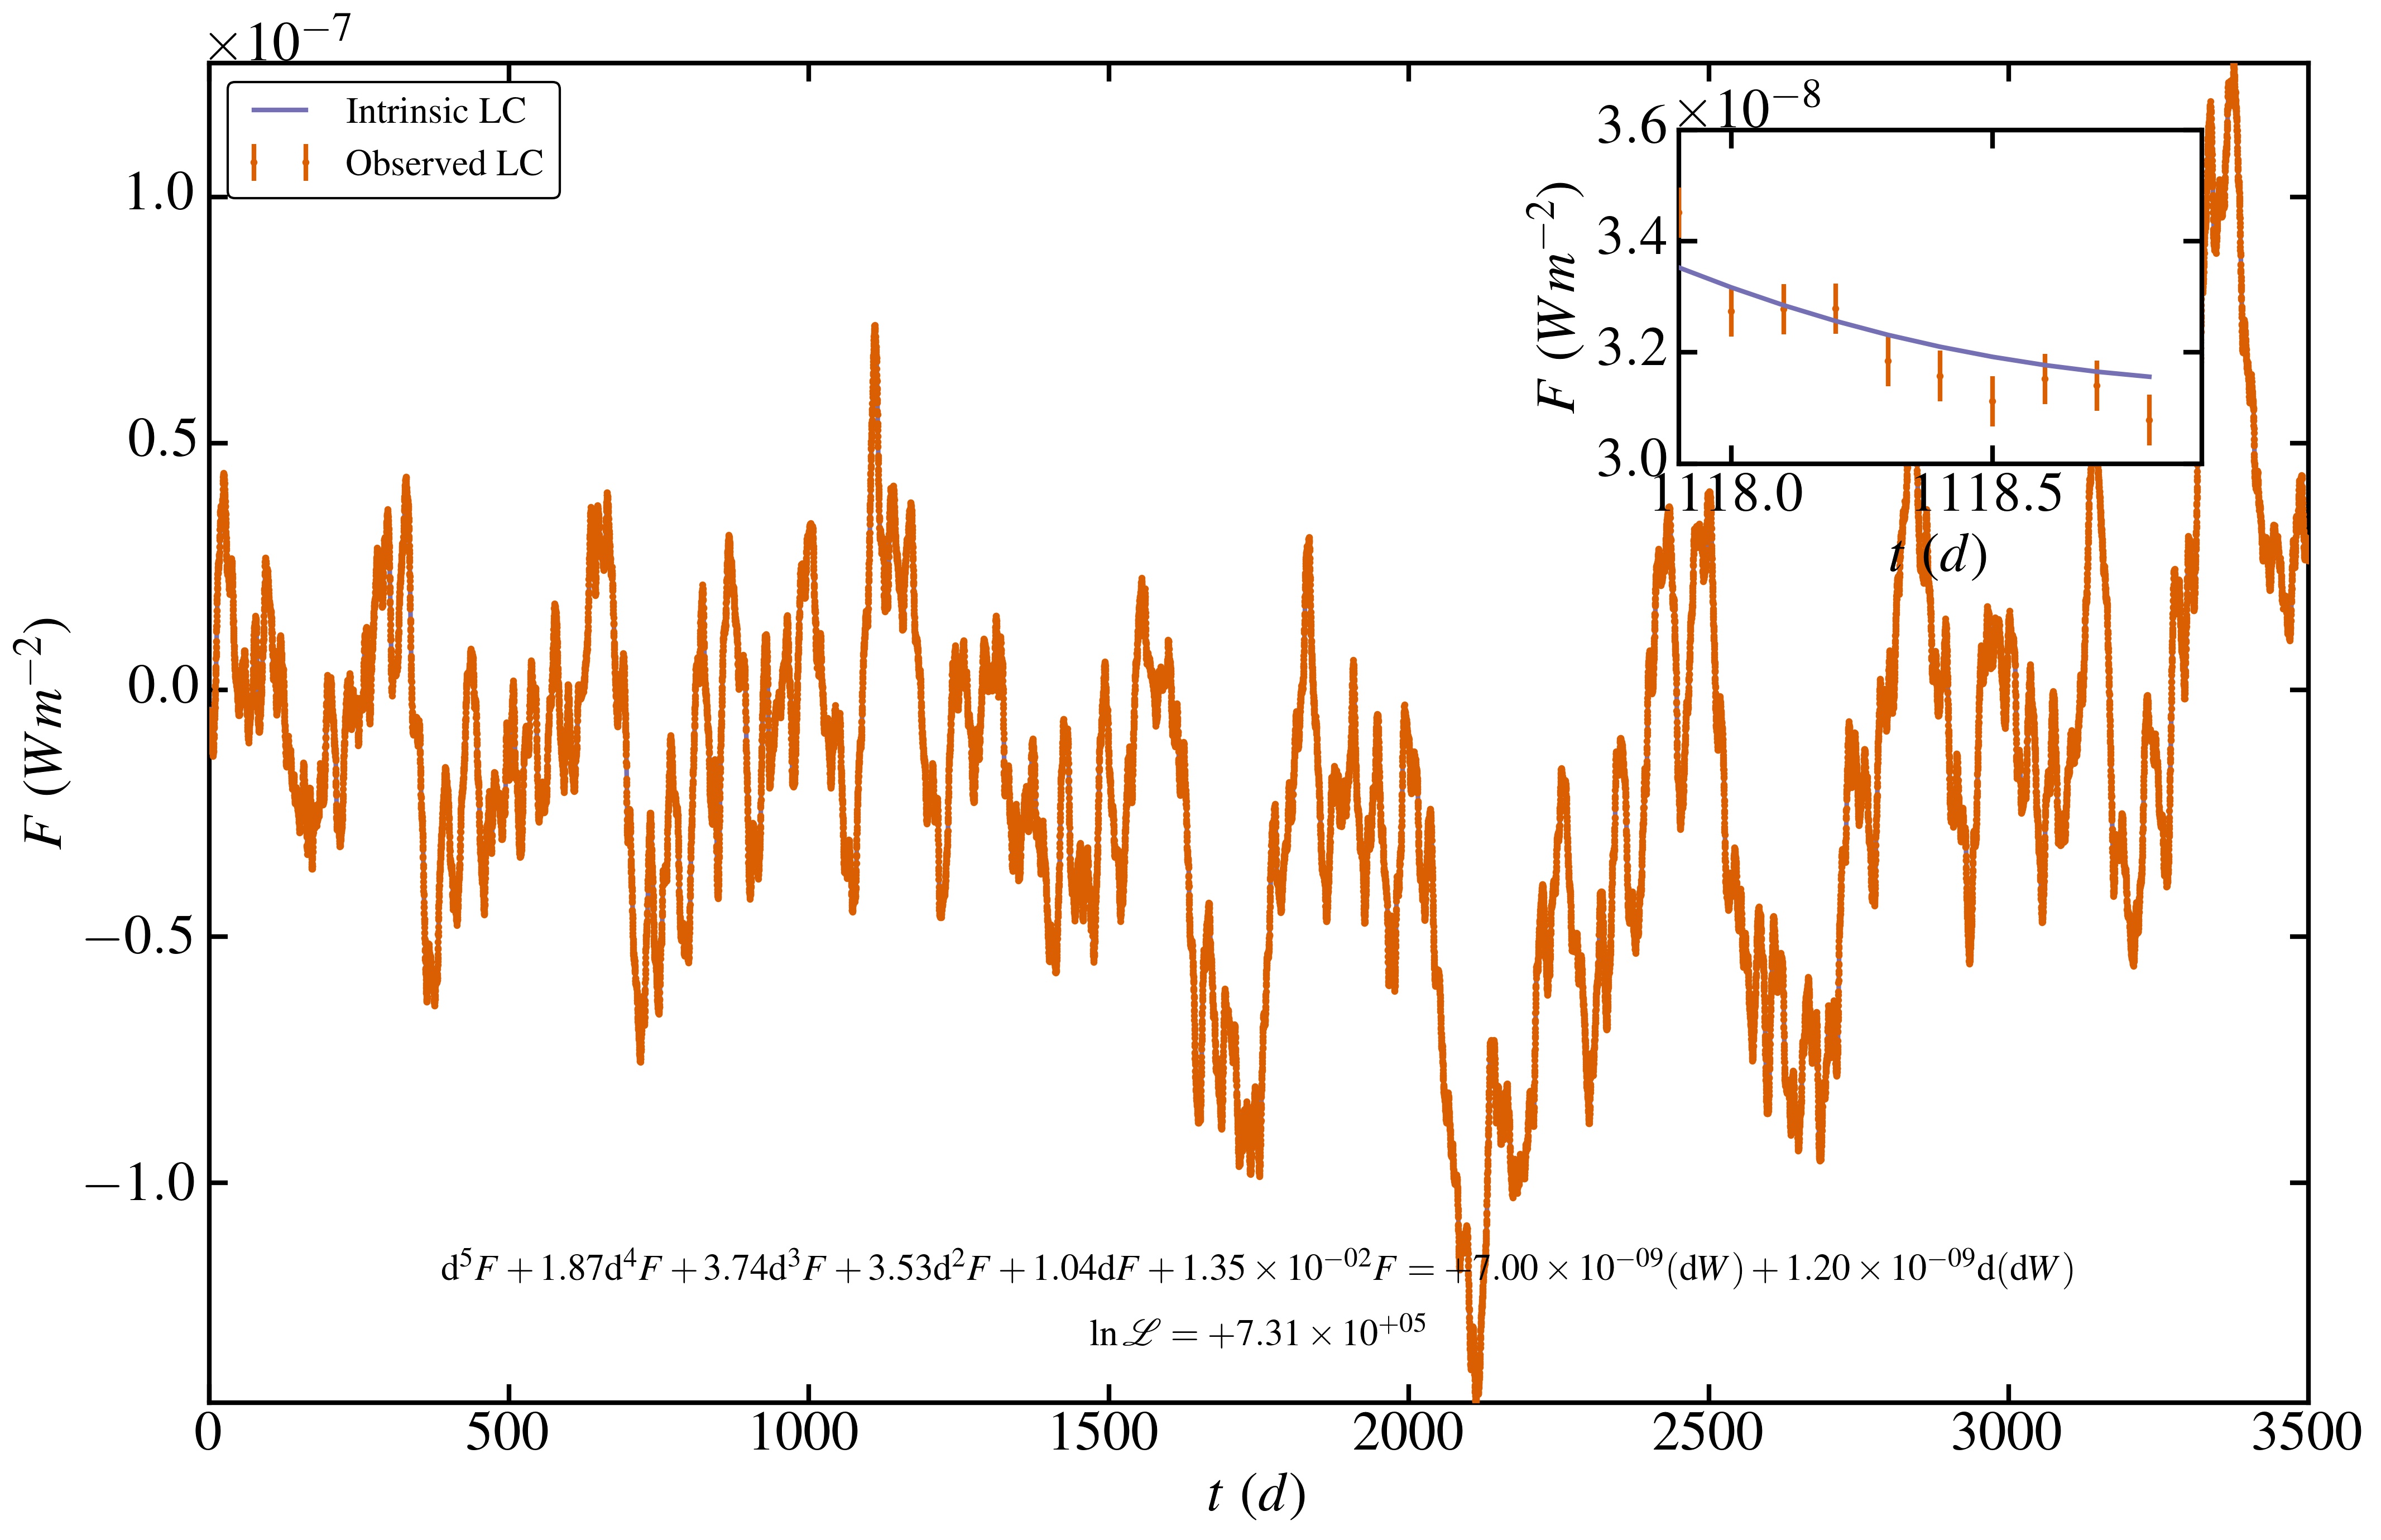 ×10⁻⁷
Intrinsic LC
Observed LC
1.0
0.5
0.0
−0.5
−1.0
F (Wm⁻²)
×10⁻⁸
3.6
3.4
3.2
3.0
F (Wm⁻²)
1118.0 1118.5
t (d)
d⁵F + 1.87d⁴F + 3.74d³F + 3.53d²F + 1.04dF + 1.35 × 10⁻⁰²F = +7.00 × 10⁻⁰⁹(dW) + 1.20 × 10⁻⁰⁹d(dW)
ln ℒ = +7.31 × 10⁺⁰⁵
0 500 1000 1500 2000 2500 3000 3500
t (d)